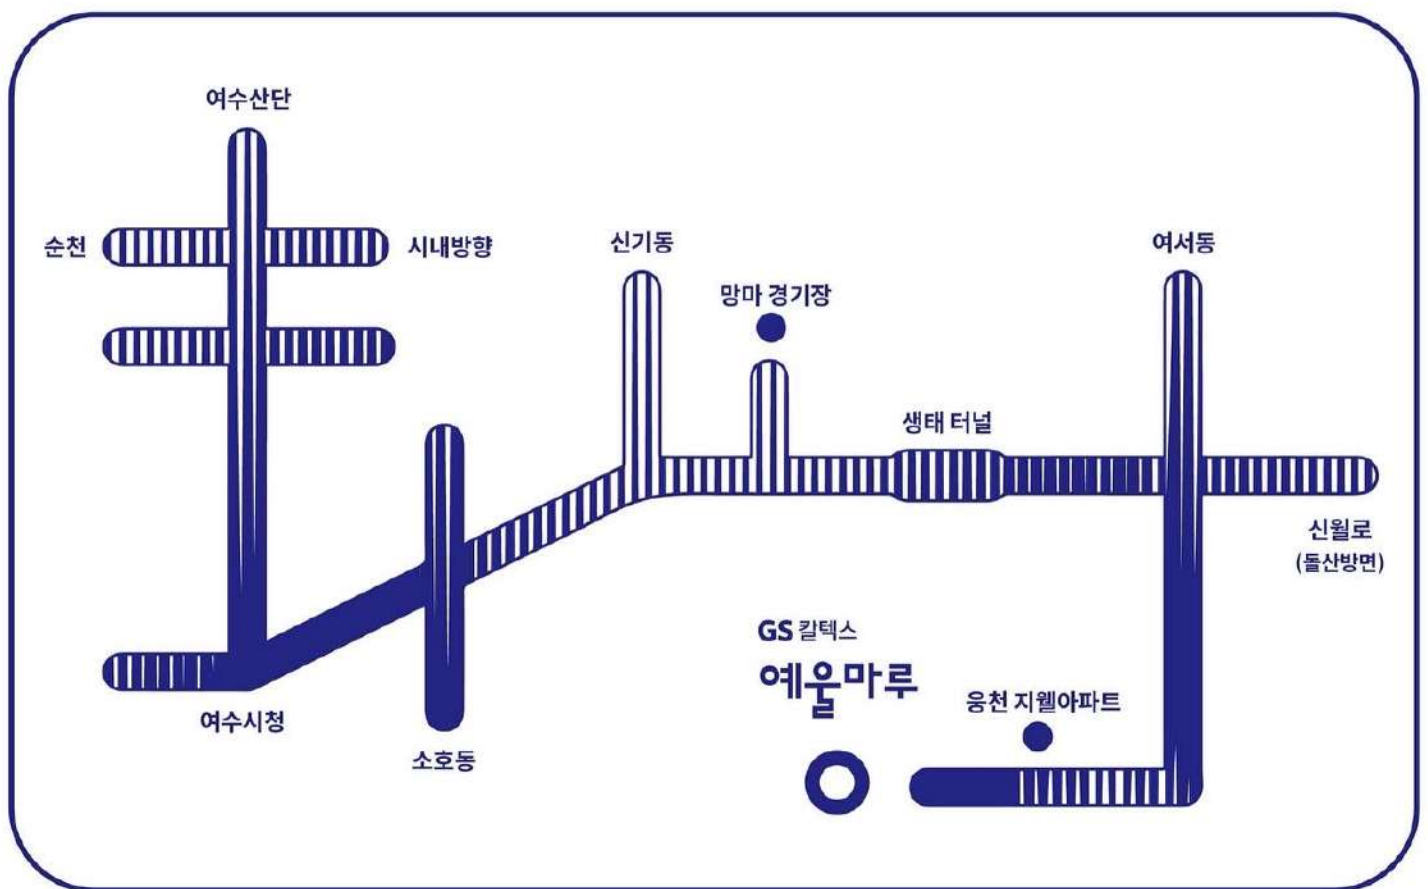 여수산단
순천
시내방향
신기동
망마 경기장
여서동
생태 터널
신월로
(돌산방면)
GS 칼텍스
예울마루
웅천 지웰아파트
여수시청
소호동